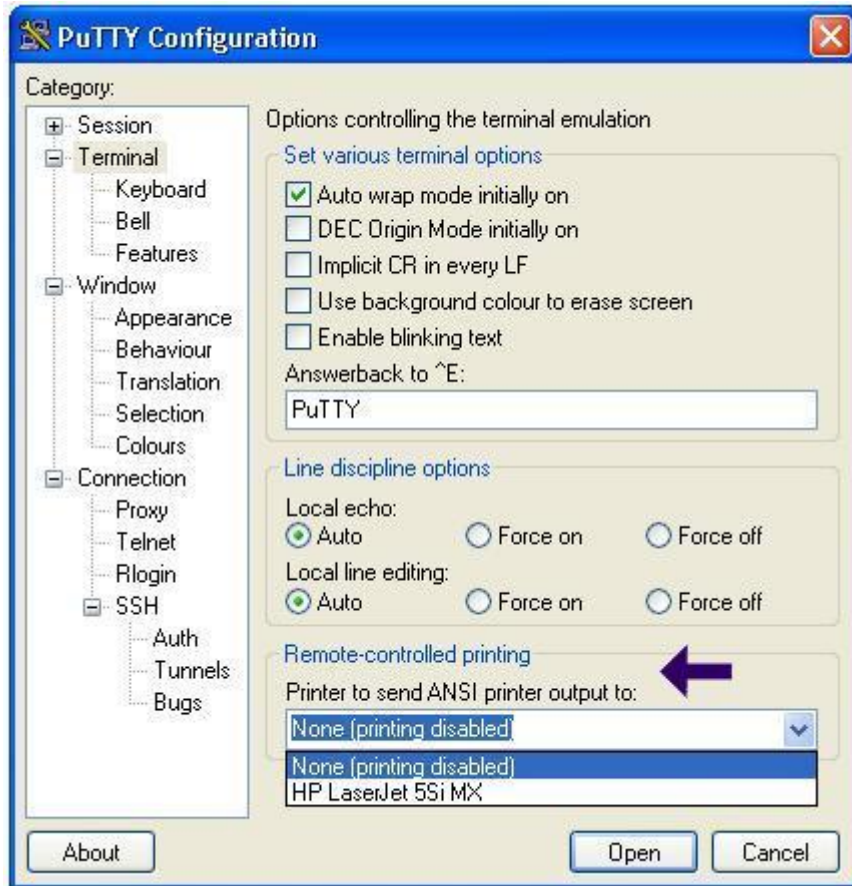 PuTTY Configuration
Category:
Session
Terminal
Keyboard
Bell
Features
Window
Appearance
Behaviour
Translation
Selection
Colours
Connection
Proxy
Telnet
Rlogin
SSH
Auth
Tunnels
Bugs
Options controlling the terminal emulation
Set various terminal options
Auto wrap mode initially on
DEC Origin Mode initially on
Implicit CR in every LF
Use background colour to erase screen
Enable blinking text
Answerback to ^E:
PuTTY
Line discipline options
Local echo:
Auto Force on Force off
Local line editing:
Auto Force on Force off
Remote-controlled printing
Printer to send ANSI printer output to:
None (printing disabled)
None (printing disabled)
HP LaserJet 5Si MX
About Open Cancel